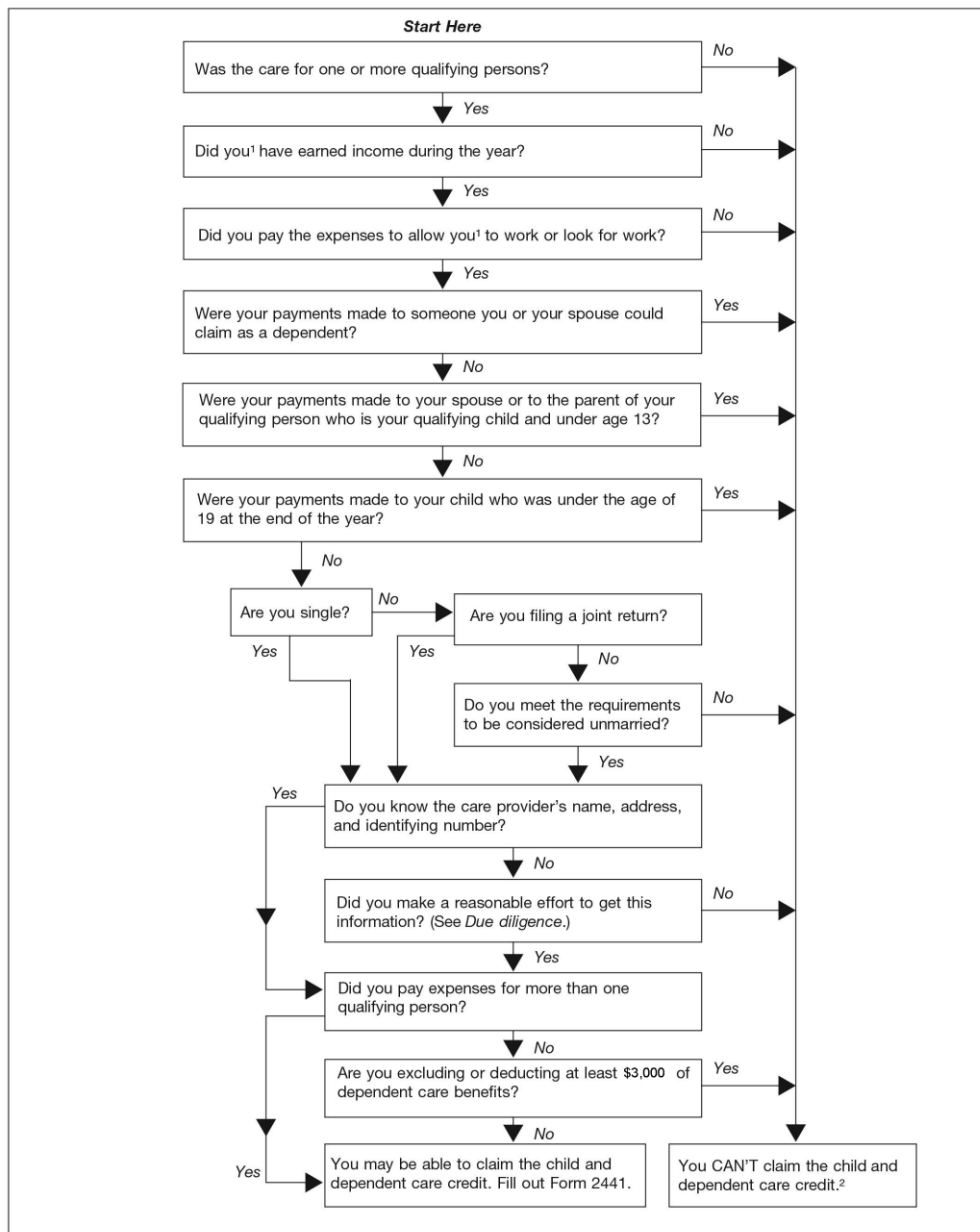 Start Here
Was the care for one or more qualifying persons?
No
Yes
Did you¹ have earned income during the year?
No
Yes
Did you pay the expenses to allow you¹ to work or look for work?
No
Yes
Were your payments made to someone you or your spouse could
claim as a dependent?
Yes
No
Were your payments made to your spouse or to the parent of your
qualifying person who is your qualifying child and under age 13?
Yes
No
Were your payments made to your child who was under the age of
19 at the end of the year?
Yes
No
Are you single?
No
Are you filing a joint return?
Yes
Yes
No
Do you meet the requirements
to be considered unmarried?
No
Yes
Yes
Do you know the care provider's name, address,
and identifying number?
No
Did you make a reasonable effort to get this
information? (See Due diligence.)
No
Yes
Did you pay expenses for more than one
qualifying person?
No
Are you excluding or deducting at least $3,000 of
dependent care benefits?
Yes
No
Yes
You may be able to claim the child and
dependent care credit. Fill out Form 2441.
You CAN'T claim the child and
dependent care credit.²